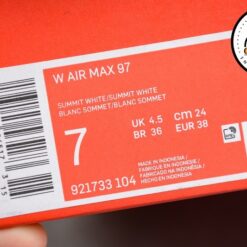 W AIR MAX 97
SUMMIT WHITE/SUMMIT WHITE
BLANC SOMMET/BLANC SOMMET
7
UK 4.5
cm 24
BR 36
EUR 38
921733 104
MADE IN INDONESIA
FABRIQUÉ EN INDONÉSIE
FABRICADO NA INDONÉSIA
HECHO EN INDONESIA